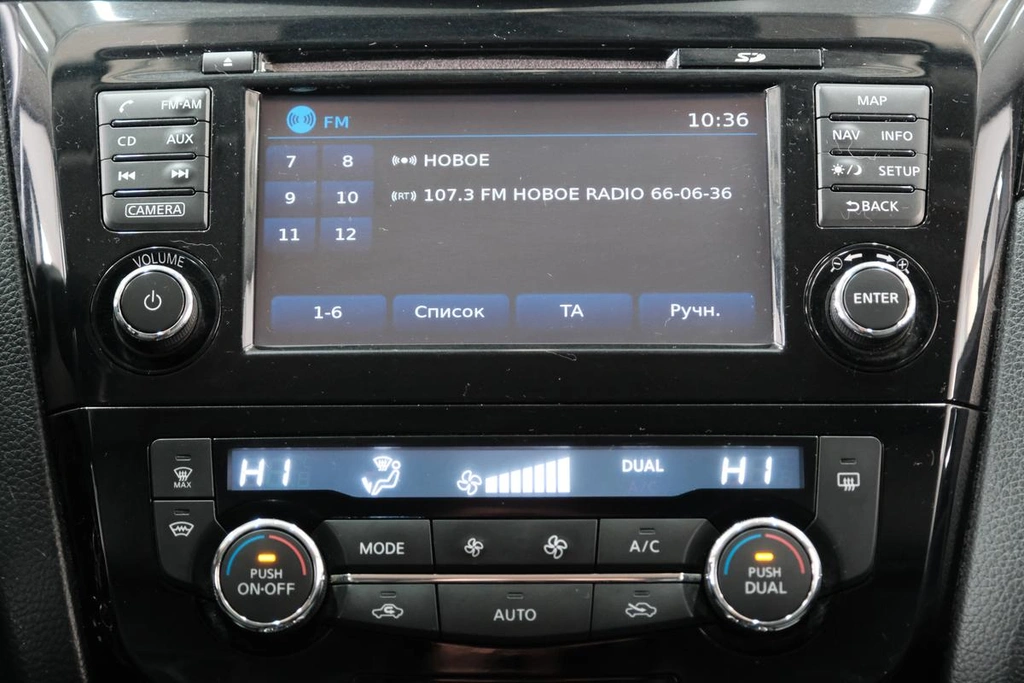 SD
FM·AM
CD AUX
CAMERA
VOLUME
FM 10:36
7 8
9 10
11 12
НОВОЕ
(RT) 107.3 FM НОВОЕ RADIO 66-06-36
1-6 Список TA Ручн.
MAP
NAV INFO
SETUP
BACK
ENTER
HI DUAL HI
MAX
PUSH
ON·OFF
MODE
A/C
AUTO
PUSH
DUAL